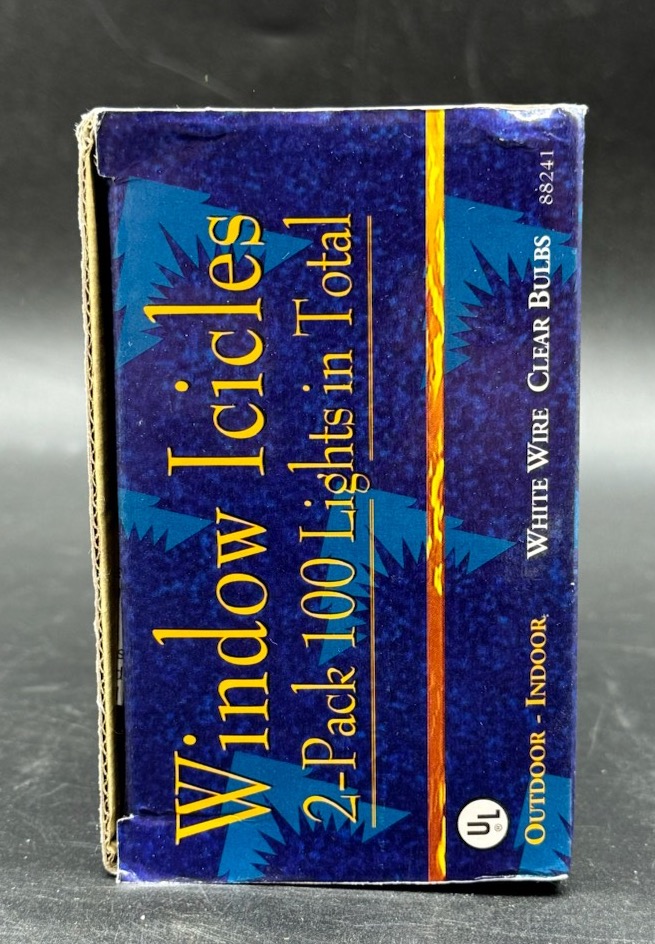 Window Icicles
2-Pack 100 Lights in Total
UL®
OUTDOOR - INDOOR WHITE WIRE CLEAR BULBS 88241